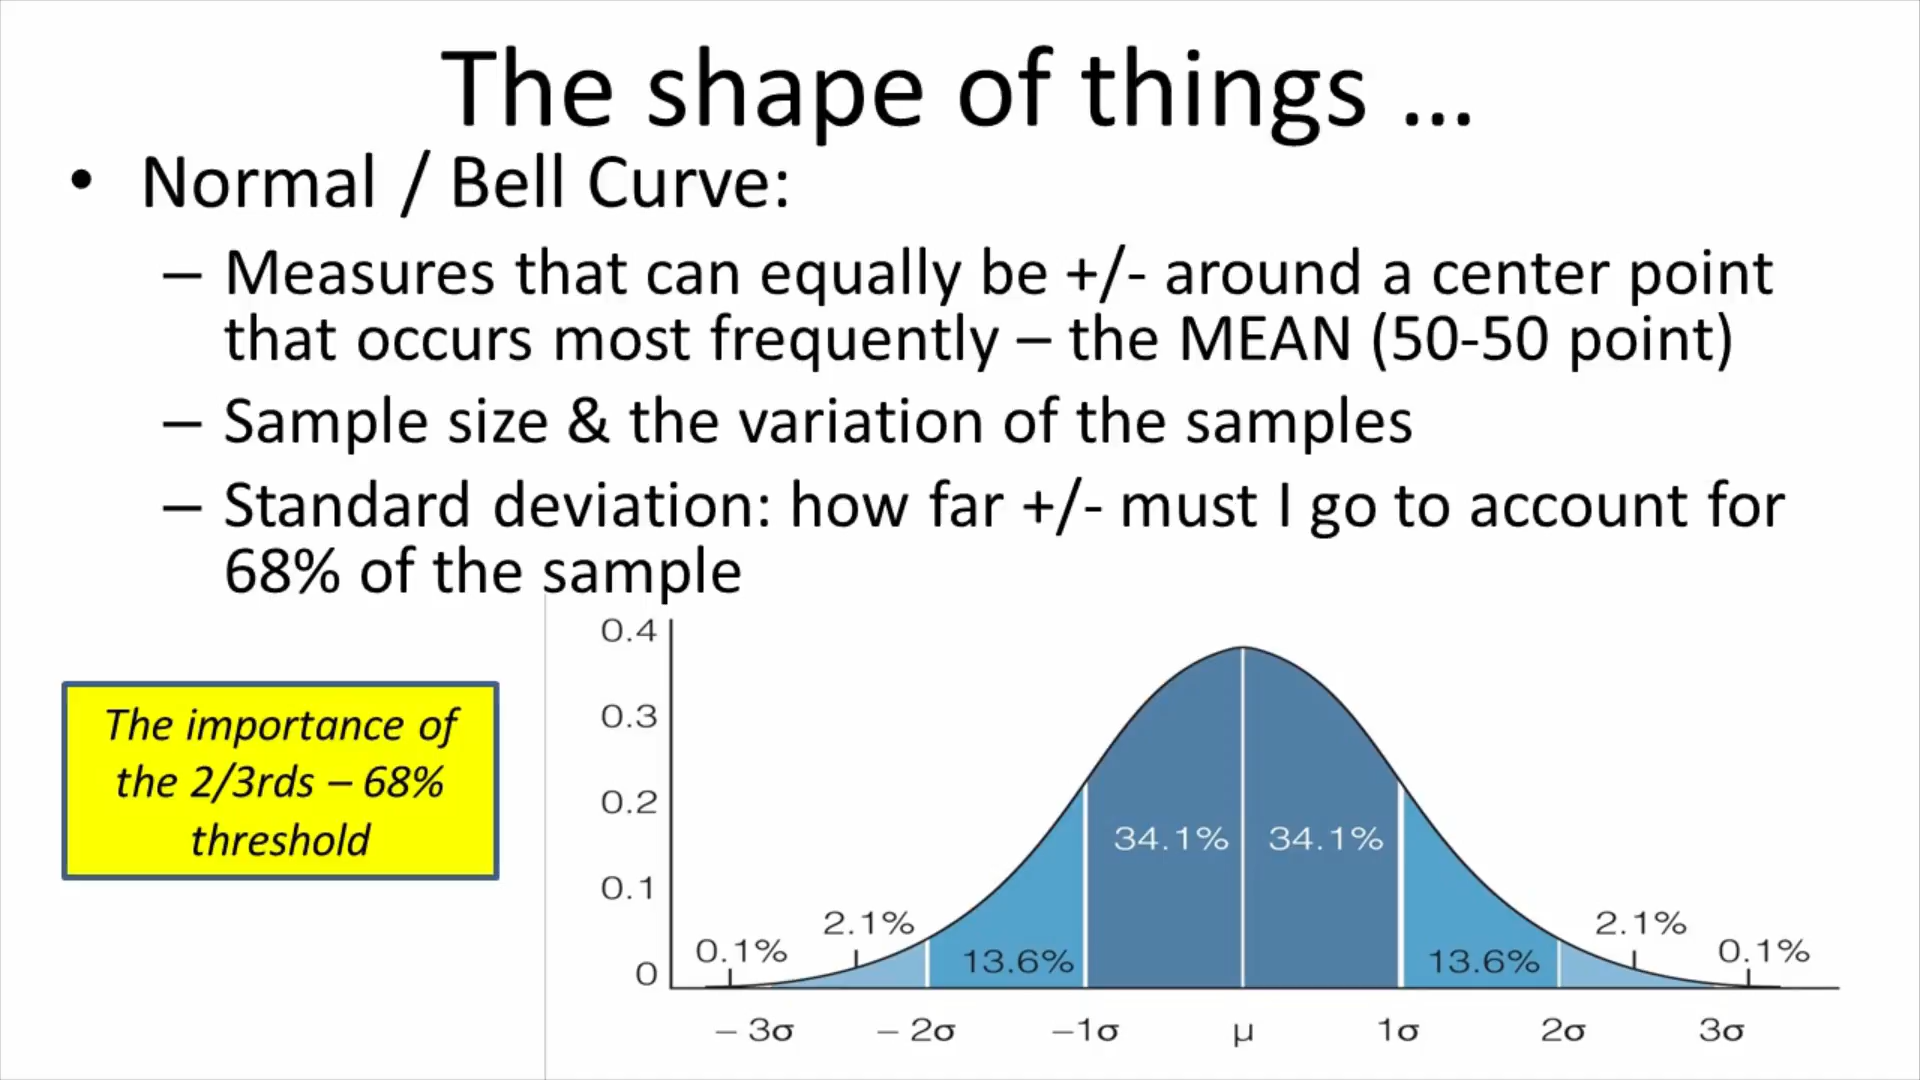 The shape of things ...
• Normal / Bell Curve:
– Measures that can equally be +/- around a center point
that occurs most frequently – the MEAN (50-50 point)
– Sample size & the variation of the samples
– Standard deviation: how far +/- must I go to account for
68% of the sample
The importance of
the 2/3rds – 68%
threshold
0.4
0.3
0.2
0.1
0
0.1%
2.1%
13.6%
34.1%
34.1%
13.6%
2.1%
0.1%
– 3σ
– 2σ
–1σ
µ
1σ
2σ
3σ